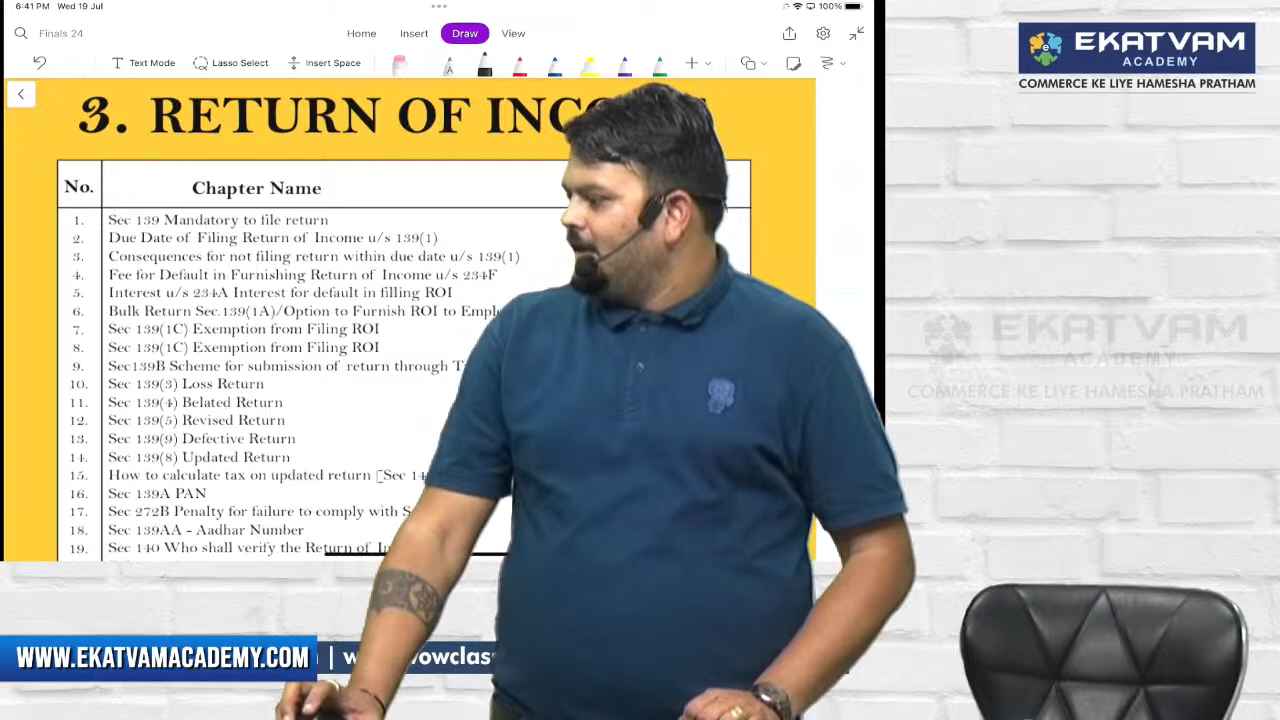 6:41 PM Wed 19 Jul
100%
Finals 24
Home Insert Draw View
Text Mode Lasso Select Insert Space
EKATVAM
ACADEMY
COMMERCE KE LIYE HAMESHA PRATHAM
3. RETURN OF INC
No. Chapter Name
1. Sec 139 Mandatory to file return
2. Due Date of Filing Return of Income u/s 139(1)
3. Consequences for not filing return within due date u/s 139(1)
4. Fee for Default in Furnishing Return of Income u/s 234F
5. Interest u/s 234A Interest for default in filling ROI
6. Bulk Return Sec.139(1A)/Option to Furnish ROI to Empl
7. Sec 139(1C) Exemption from Filing ROI
8. Sec 139(1C) Exemption from Filing ROI
9. Sec139B Scheme for submission of return through T
10. Sec 139(3) Loss Return
11. Sec 139(4) Belated Return
12. Sec 139(5) Revised Return
13. Sec 139(9) Defective Return
14. Sec 139(8) Updated Return
15. How to calculate tax on updated return [Sec 14
16. Sec 139A PAN
17. Sec 272B Penalty for failure to comply with S
18. Sec 139AA - Aadhar Number
19. Sec 140 Who shall verify the Return of In
EKATVAM
ACADEMY
COMMERCE KE LIYE HAMESHA PRATHAM
WWW.EKATVAMACADEMY.COM